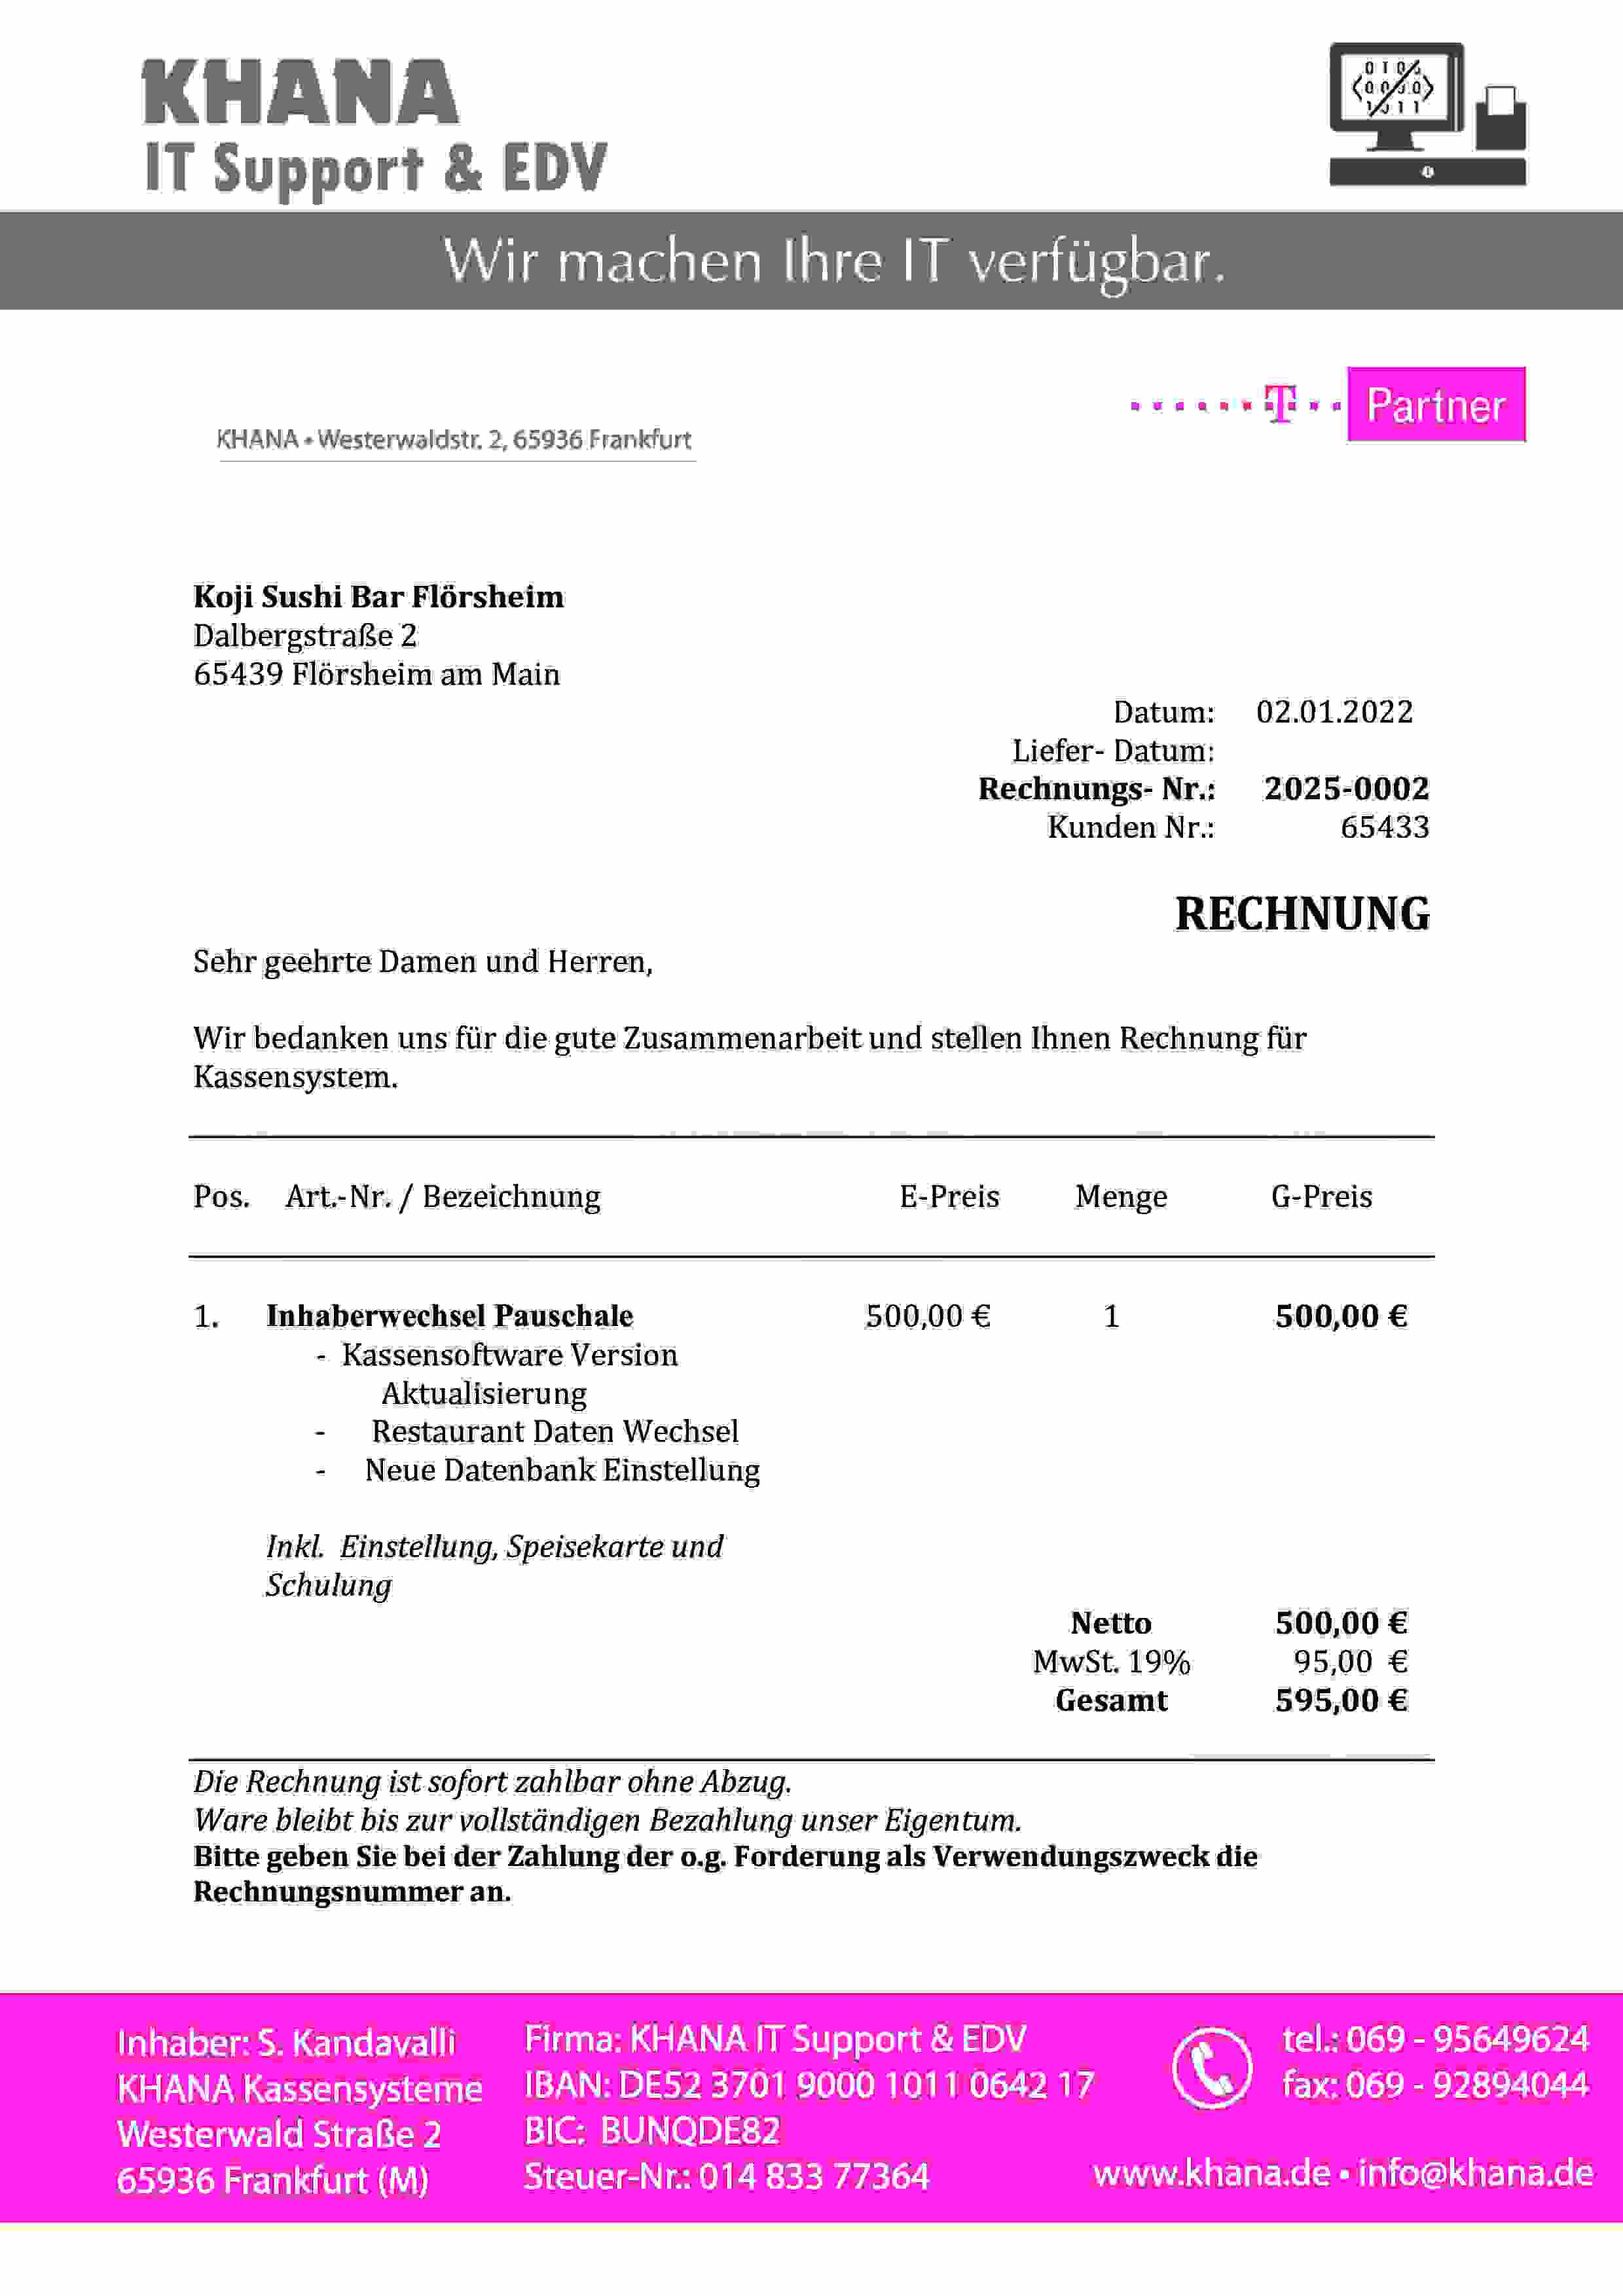 KHANA
IT Support & EDV
Wir machen Ihre IT verfügbar.
T Partner
KHANA • Westerwaldstr. 2, 65936 Frankfurt
Koji Sushi Bar Flörsheim
Dalbergstraße 2
65439 Flörsheim am Main
Datum: 02.01.2022
Liefer- Datum:
Rechnungs- Nr.: 2025-0002
Kunden Nr.: 65433
RECHNUNG
Sehr geehrte Damen und Herren,
Wir bedanken uns für die gute Zusammenarbeit und stellen Ihnen Rechnung für
Kassensystem.
Pos. Art.-Nr. / Bezeichnung E-Preis Menge G-Preis
1. Inhaberwechsel Pauschale 500,00 € 1 500,00 €
- Kassensoftware Version
Aktualisierung
- Restaurant Daten Wechsel
- Neue Datenbank Einstellung
Inkl. Einstellung, Speisekarte und
Schulung
Netto 500,00 €
MwSt. 19% 95,00 €
Gesamt 595,00 €
Die Rechnung ist sofort zahlbar ohne Abzug.
Ware bleibt bis zur vollständigen Bezahlung unser Eigentum.
Bitte geben Sie bei der Zahlung der o.g. Forderung als Verwendungszweck die
Rechnungsnummer an.
Inhaber: S. Kandavalli
KHANA Kassensysteme
Westerwald Straße 2
65936 Frankfurt (M)
Firma: KHANA IT Support & EDV
IBAN: DE52 3701 9000 1011 0642 17
BIC: BUNQDE82
Steuer-Nr.: 014 833 77364
tel.: 069 - 95649624
fax: 069 - 92894044
www.khana.de • info@khana.de